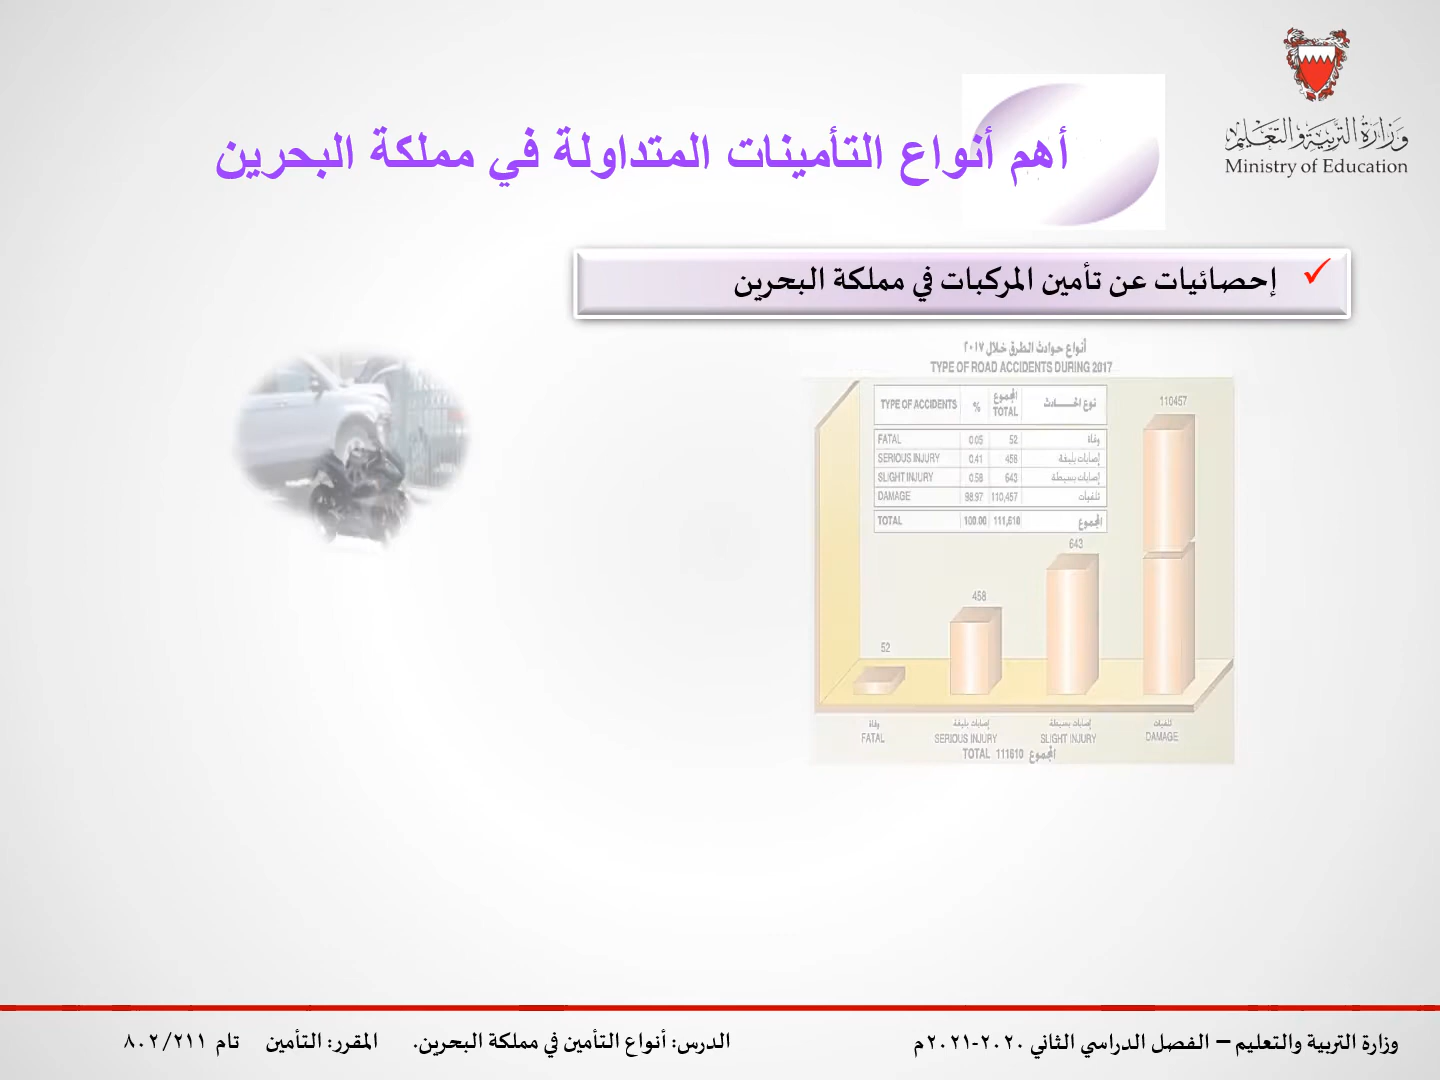 وزارة التربية والتعليم
Ministry of Education
أهم أنواع التأمينات المتداولة في مملكة البحرين
✓ إحصائيات عن تأمين المركبات في مملكة البحرين
أنواع حوادث الطرق خلال ٢٠١٧
TYPE OF ROAD ACCIDENTS DURING 2017
TYPE OF ACCIDENTS % المجموع TOTAL نوع الحـــادث
FATAL 0.05 52 وفاة
SERIOUS INJURY 0.41 458 إصابات بليغة
SLIGHT INJURY 0.58 643 إصابات بسيطة
DAMAGE 98.97 110,457 تلفيات
TOTAL 100.00 111,610 المجموع
110457
643
458
52
وفاة إصابات بليغة إصابات بسيطة تلفيات
FATAL SERIOUS INJURY SLIGHT INJURY DAMAGE
TOTAL 111610 المجموع
وزارة التربية والتعليم – الفصل الدراسي الثاني ٢٠٢٠-٢٠٢١م الدرس: أنواع التأمين في مملكة البحرين. المقرر: التأمين تام ٨٠٢/٢١١